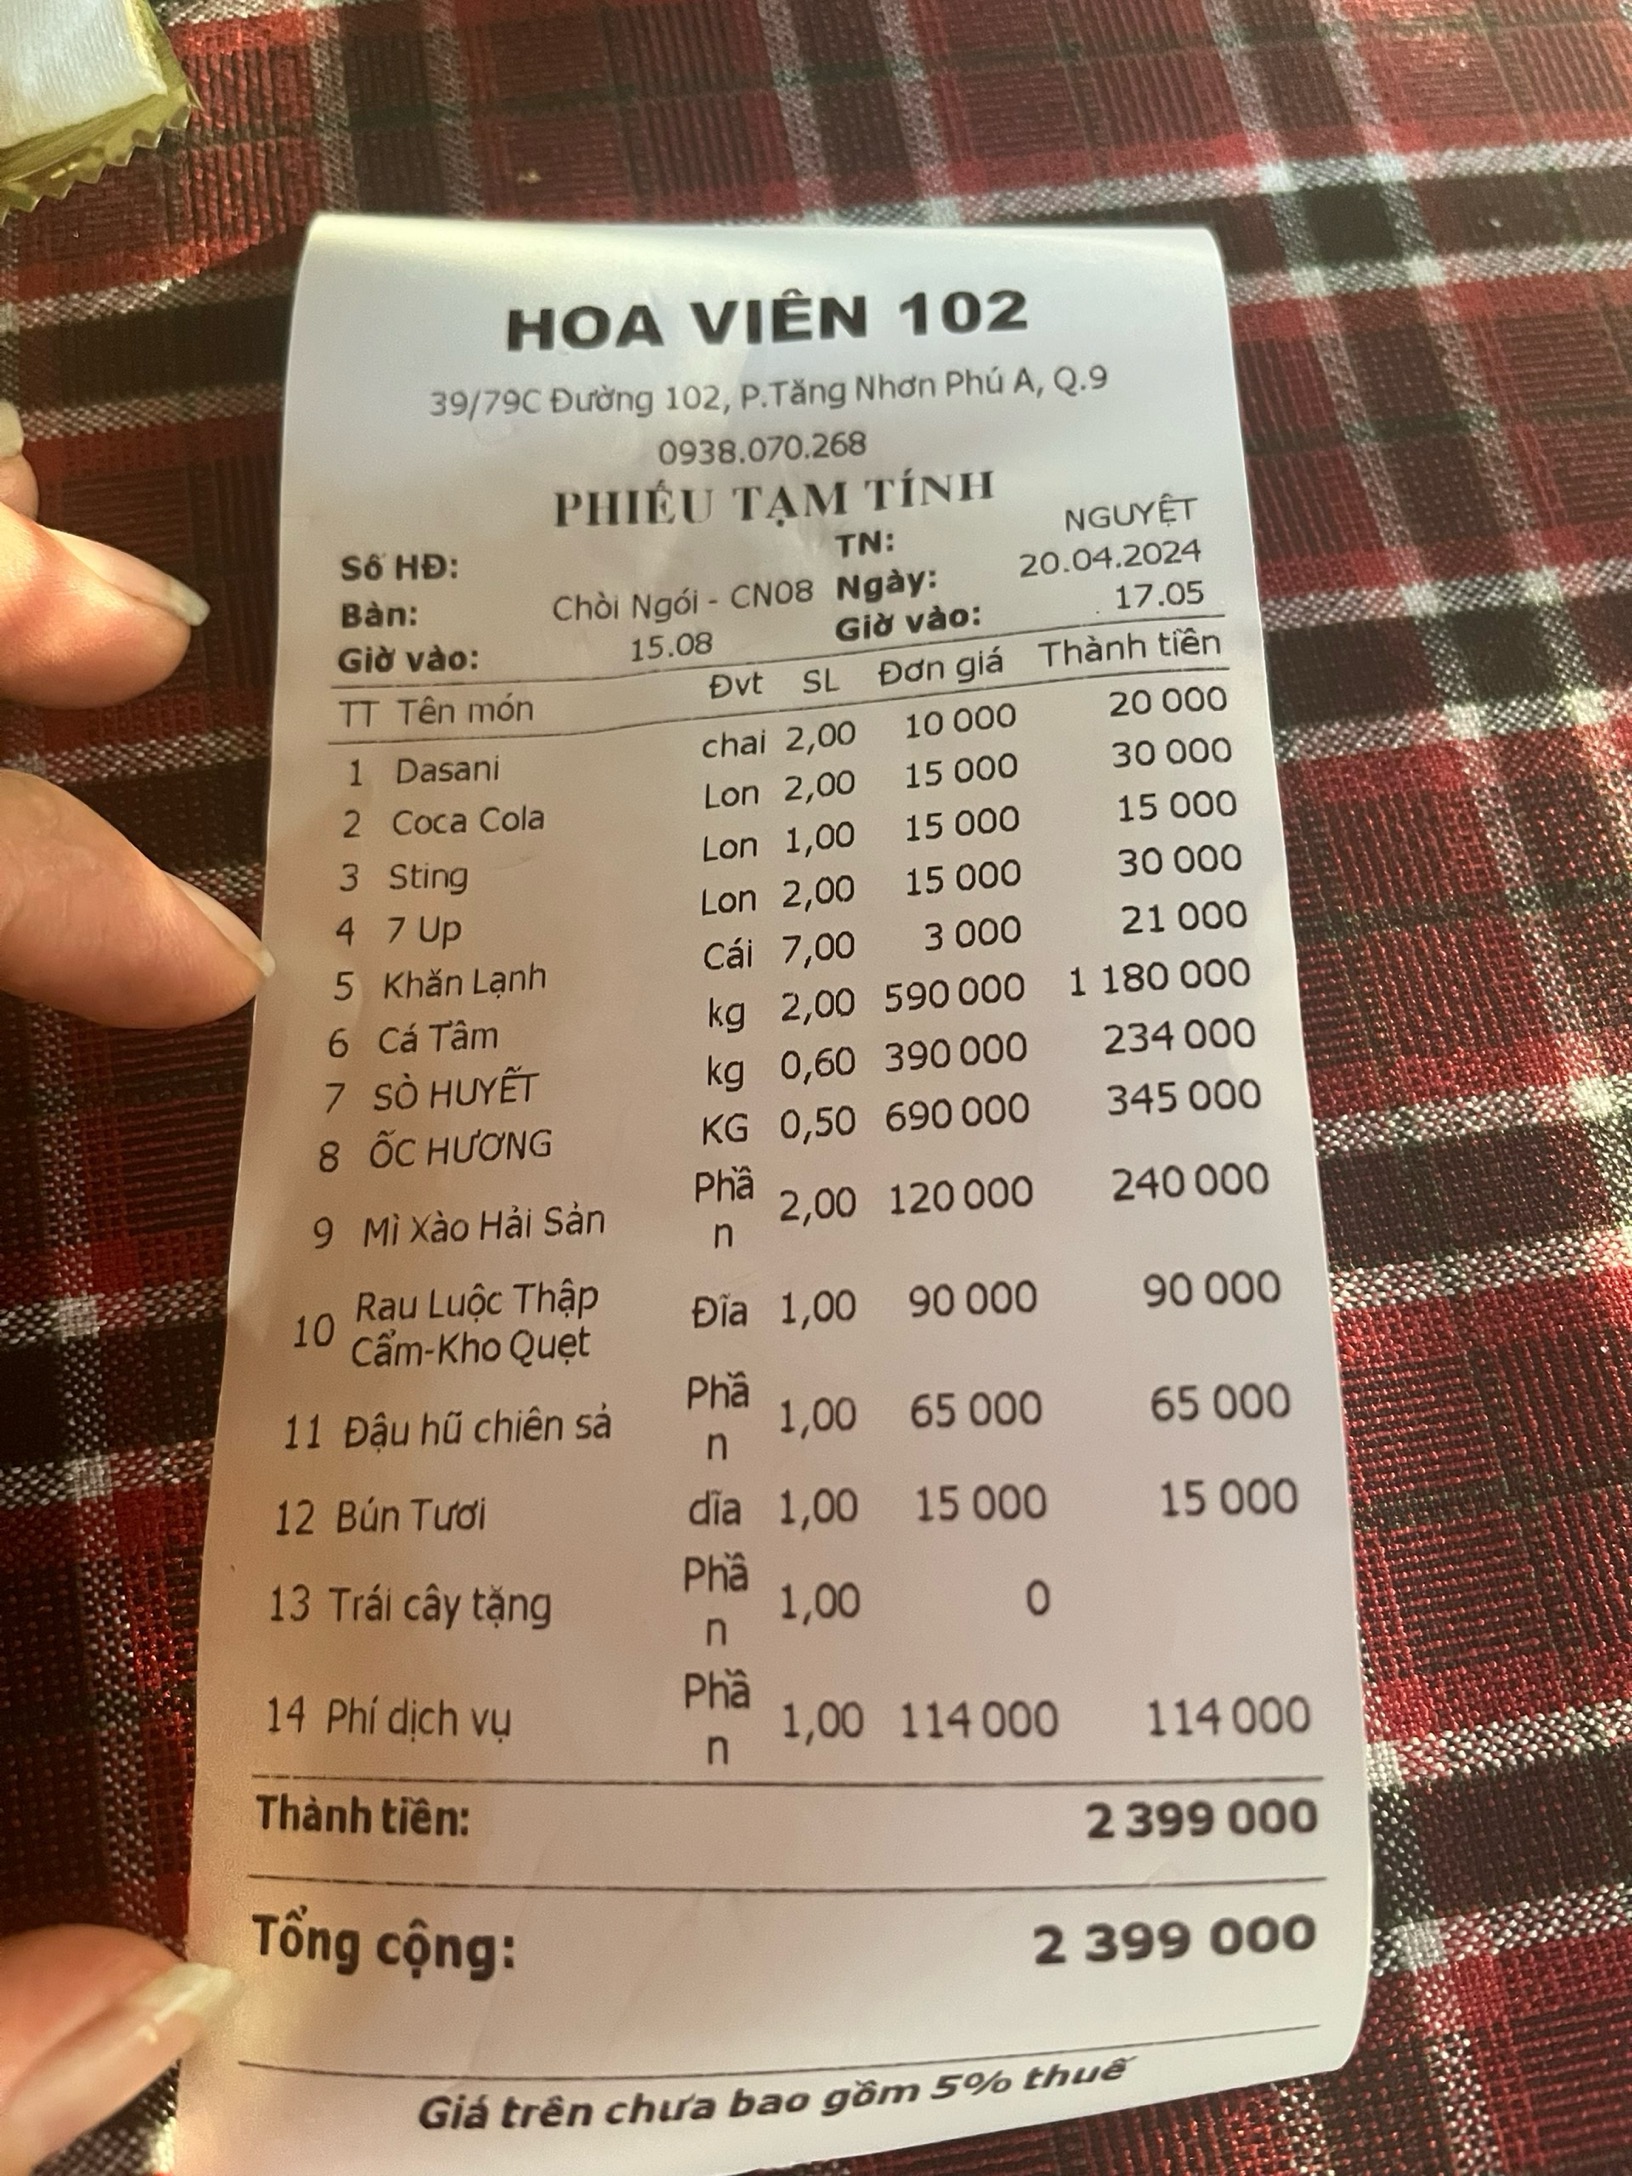 HOA VIÊN 102
39/79C Đường 102, P.Tăng Nhơn Phú A, Q.9
0938.070.268
PHIẾU TẠM TÍNH
Số HĐ: TN: NGUYỆT
Bàn: Chòi Ngói - CN08 Ngày: 20.04.2024
Giờ vào: 15.08 Giờ vào: 17.05
TT Tên món Đvt SL Đơn giá Thành tiền
1 Dasani chai 2,00 10 000 20 000
2 Coca Cola Lon 2,00 15 000 30 000
3 Sting Lon 1,00 15 000 15 000
4 7 Up Lon 2,00 15 000 30 000
5 Khăn Lạnh Cái 7,00 3 000 21 000
6 Cá Tầm kg 2,00 590 000 1 180 000
7 SÒ HUYẾT kg 0,60 390 000 234 000
8 ỐC HƯƠNG KG 0,50 690 000 345 000
9 Mì Xào Hải Sản Phầ
n 2,00 120 000 240 000
10 Rau Luộc Thập
Cẩm-Kho Quẹt Đĩa 1,00 90 000 90 000
11 Đậu hũ chiên sả Phầ
n 1,00 65 000 65 000
12 Bún Tươi dĩa 1,00 15 000 15 000
13 Trái cây tặng Phầ
n 1,00 0
14 Phí dịch vụ Phầ
n 1,00 114 000 114 000
Thành tiền: 2 399 000
Tổng cộng: 2 399 000
Giá trên chưa bao gồm 5% thuế